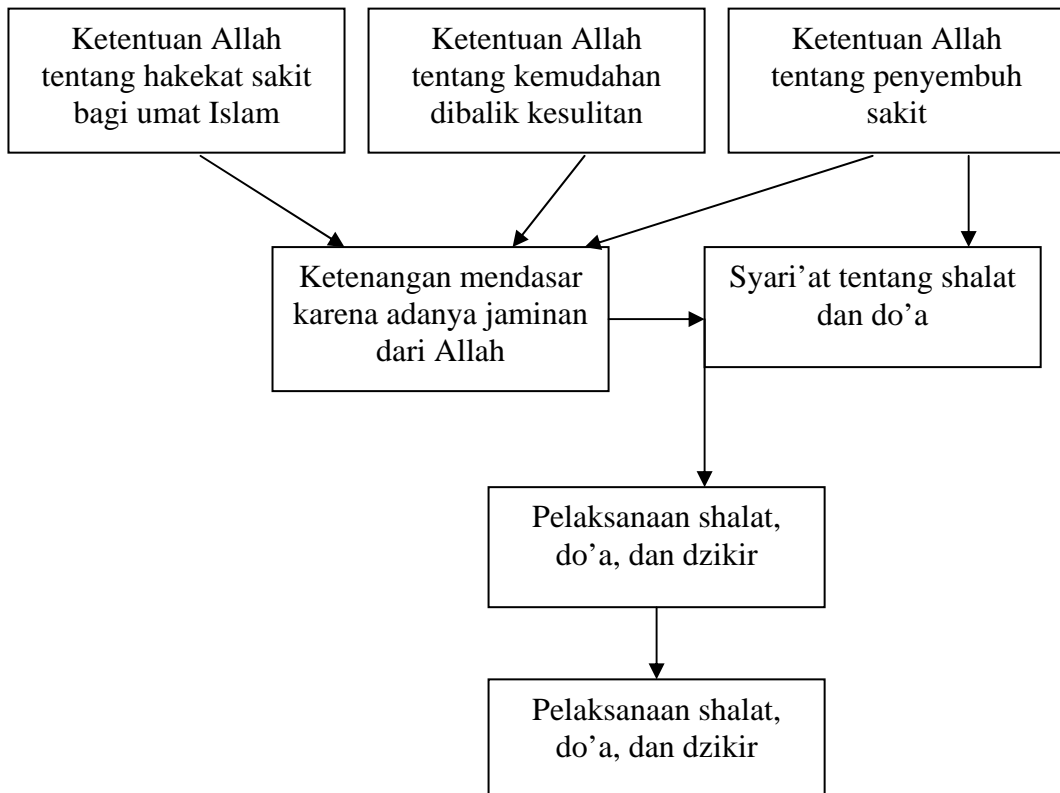 Ketentuan Allah
tentang hakekat sakit
bagi umat Islam
Ketentuan Allah
tentang kemudahan
dibalik kesulitan
Ketentuan Allah
tentang penyembuh
sakit
Ketenangan mendasar
karena adanya jaminan
dari Allah
Syari’at tentang shalat
dan do’a
Pelaksanaan shalat,
do’a, dan dzikir
Pelaksanaan shalat,
do’a, dan dzikir